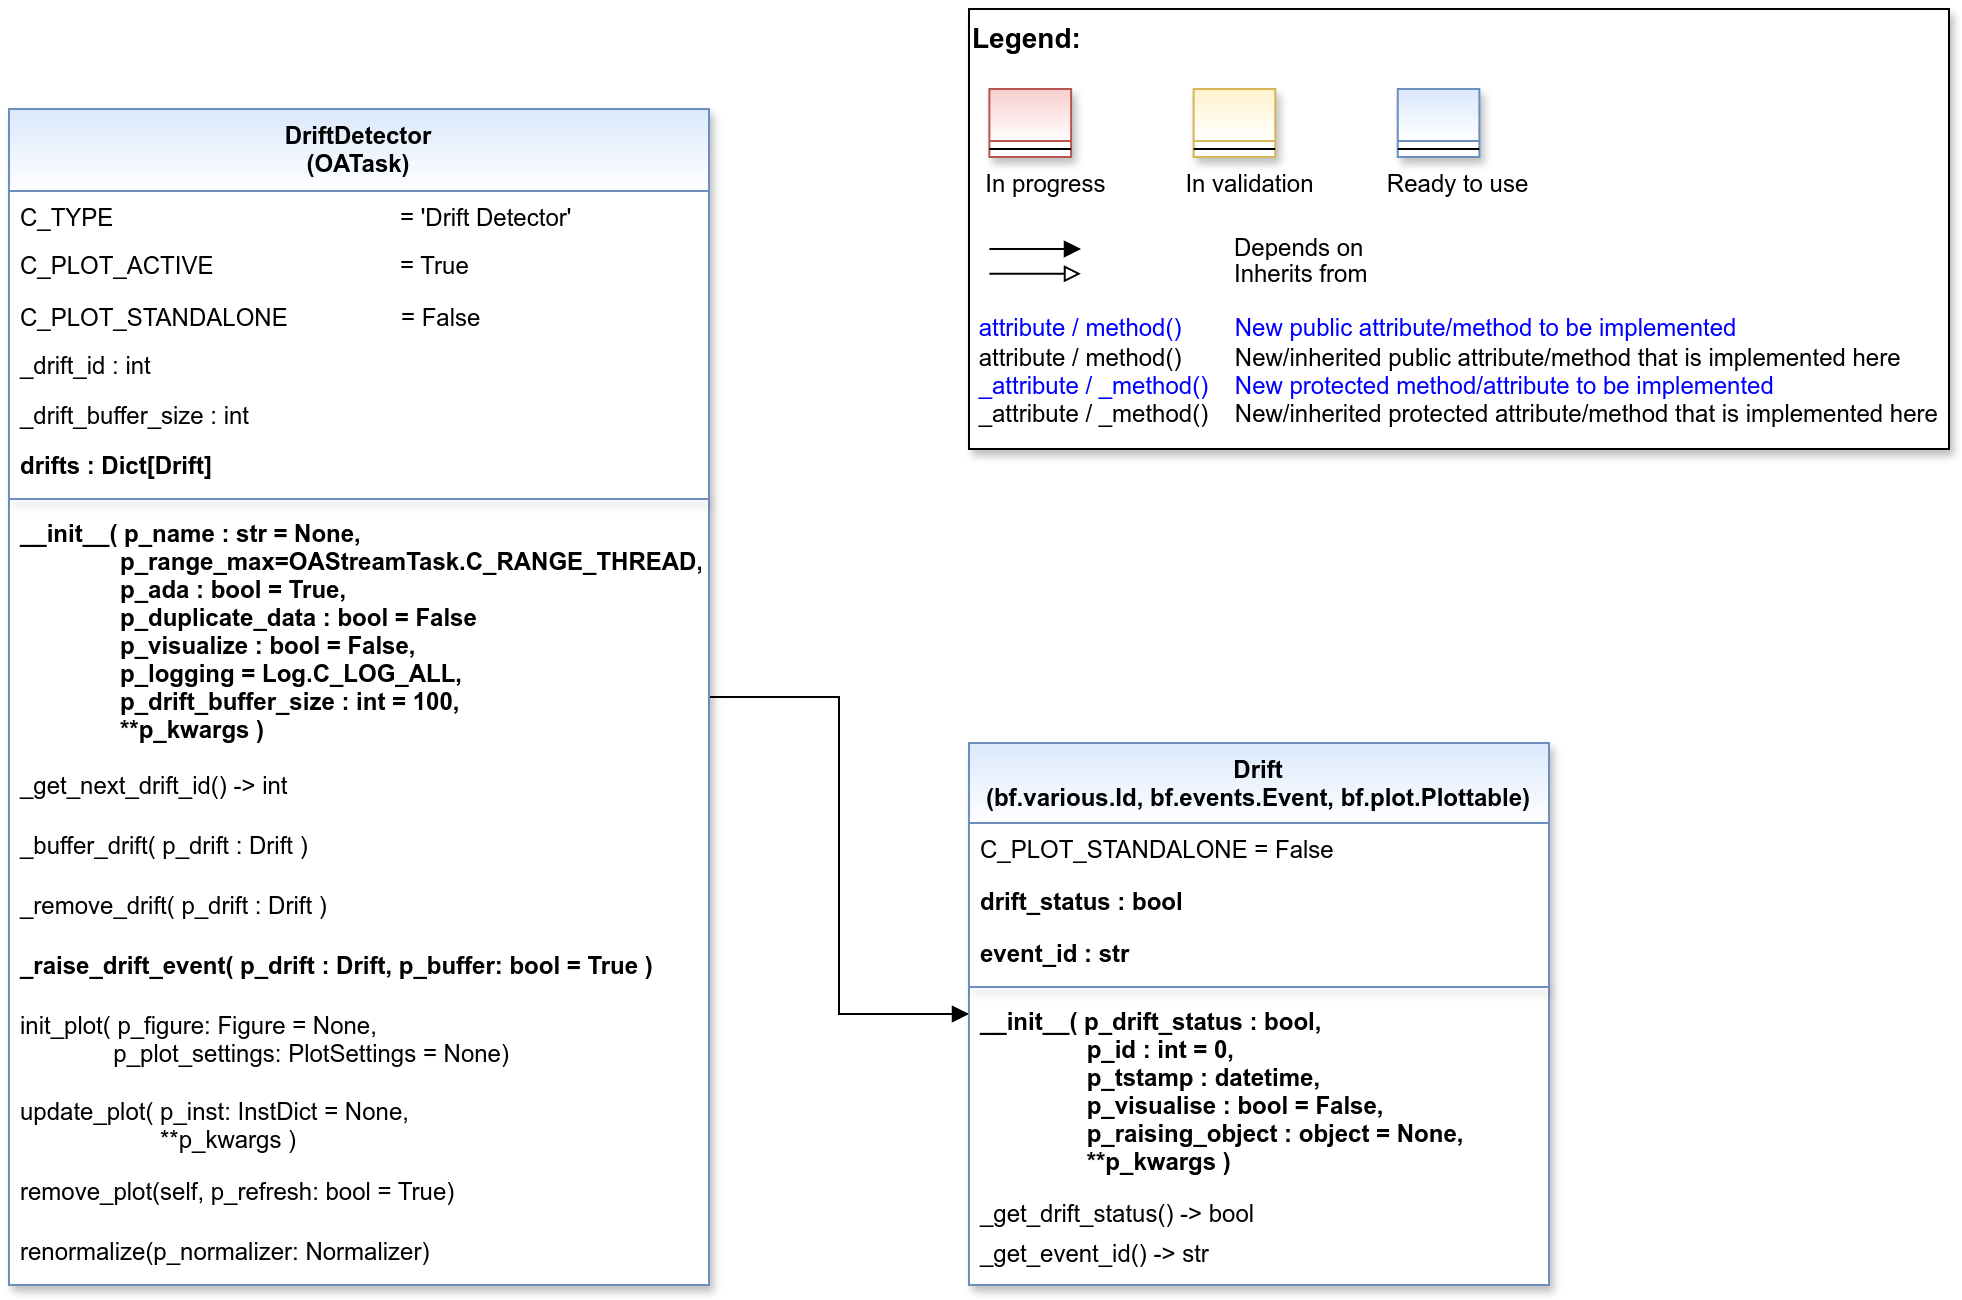 Legend:
In progress
In validation
Ready to use
Depends on
Inherits from
attribute / method() New public attribute/method to be implemented
attribute / method() New/inherited public attribute/method that is implemented here
_attribute / _method() New protected method/attribute to be implemented
_attribute / _method() New/inherited protected attribute/method that is implemented here
DriftDetector
(OATask)
C_TYPE = 'Drift Detector'
C_PLOT_ACTIVE = True
C_PLOT_STANDALONE = False
_drift_id : int
_drift_buffer_size : int
drifts : Dict[Drift]
__init__( p_name : str = None,
p_range_max=OAStreamTask.C_RANGE_THREAD,
p_ada : bool = True,
p_duplicate_data : bool = False
p_visualize : bool = False,
p_logging = Log.C_LOG_ALL,
p_drift_buffer_size : int = 100,
**p_kwargs )
_get_next_drift_id() -> int
_buffer_drift( p_drift : Drift )
_remove_drift( p_drift : Drift )
_raise_drift_event( p_drift : Drift, p_buffer: bool = True )
init_plot( p_figure: Figure = None,
p_plot_settings: PlotSettings = None)
update_plot( p_inst: InstDict = None,
**p_kwargs )
remove_plot(self, p_refresh: bool = True)
renormalize(p_normalizer: Normalizer)
Drift
(bf.various.Id, bf.events.Event, bf.plot.Plottable)
C_PLOT_STANDALONE = False
drift_status : bool
event_id : str
__init__( p_drift_status : bool,
p_id : int = 0,
p_tstamp : datetime,
p_visualise : bool = False,
p_raising_object : object = None,
**p_kwargs )
_get_drift_status() -> bool
_get_event_id() -> str